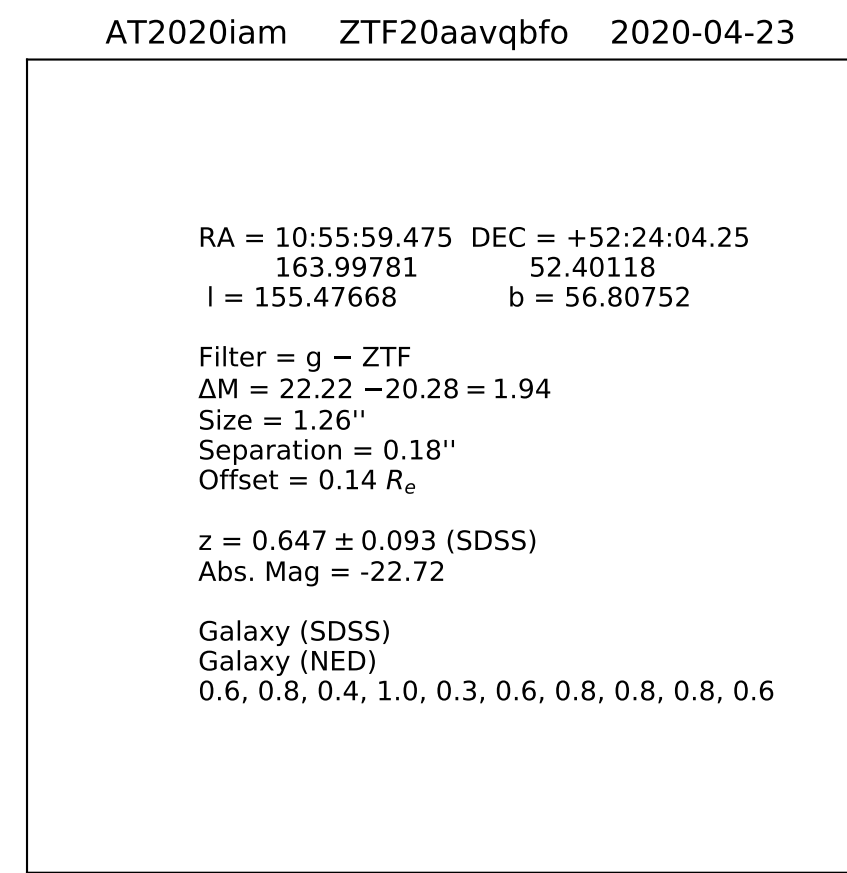 AT2020iam ZTF20aavqbfo 2020-04-23
RA = 10:55:59.475 DEC = +52:24:04.25
163.99781 52.40118
l = 155.47668 b = 56.80752
Filter = g − ZTF
ΔM = 22.22 −20.28 = 1.94
Size = 1.26''
Separation = 0.18''
Offset = 0.14 Re
z = 0.647 ± 0.093 (SDSS)
Abs. Mag = -22.72
Galaxy (SDSS)
Galaxy (NED)
0.6, 0.8, 0.4, 1.0, 0.3, 0.6, 0.8, 0.8, 0.8, 0.6